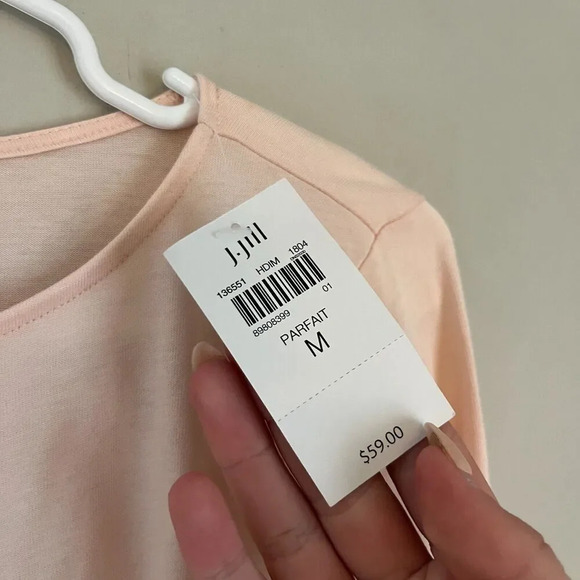 J.Jill
136551 HDIM 1804
01
89808399
PARFAIT
M
$59.00